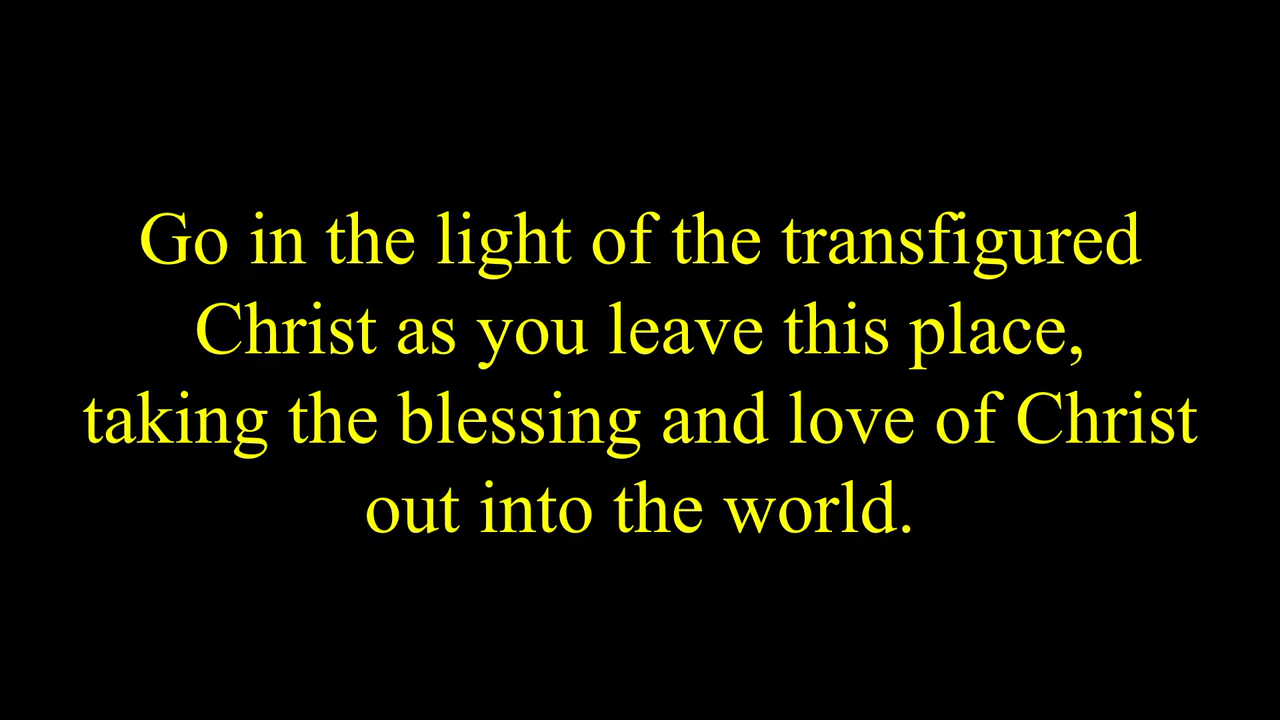 Go in the light of the transfigured
Christ as you leave this place,
taking the blessing and love of Christ
out into the world.